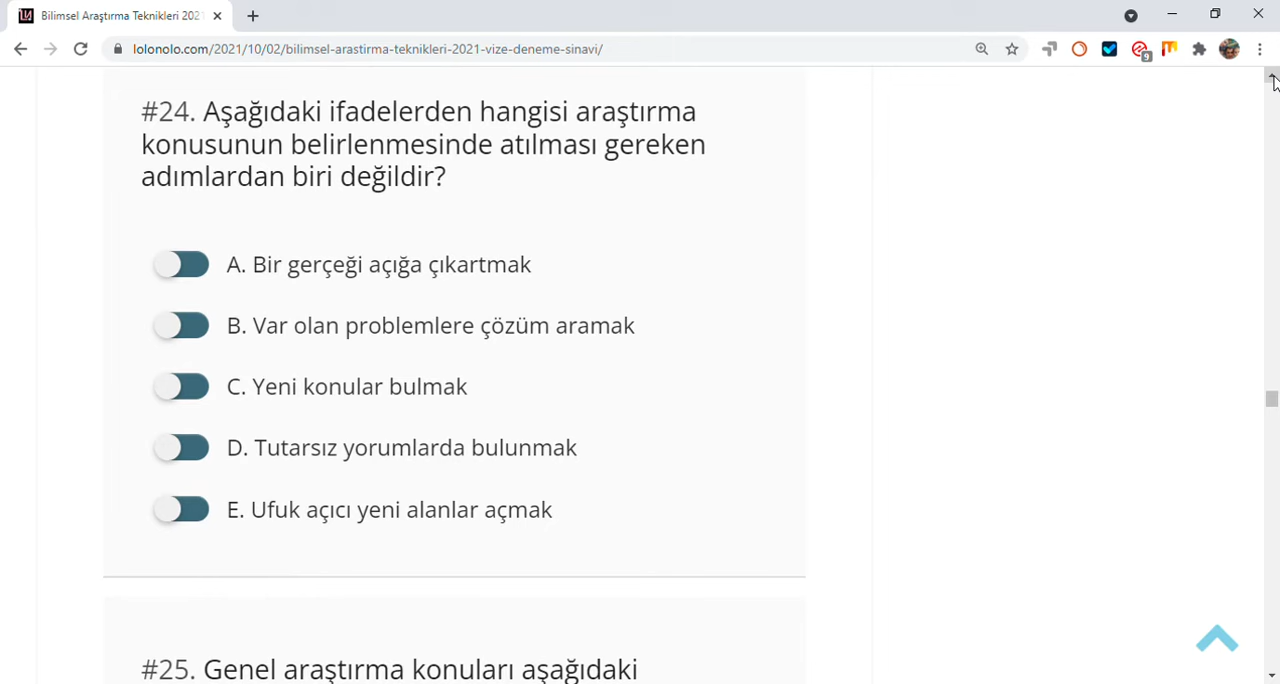 Bilimsel Araştırma Teknikleri 202
lolonolo.com/2021/10/02/bilimsel-arastirma-teknikleri-2021-vize-deneme-sinavi/
9
#24. Aşağıdaki ifadelerden hangisi araştırma
konusunun belirlenmesinde atılması gereken
adımlardan biri değildir?
A. Bir gerçeği açığa çıkartmak
B. Var olan problemlere çözüm aramak
C. Yeni konular bulmak
D. Tutarsız yorumlarda bulunmak
E. Ufuk açıcı yeni alanlar açmak
#25. Genel araştırma konuları aşağıdaki